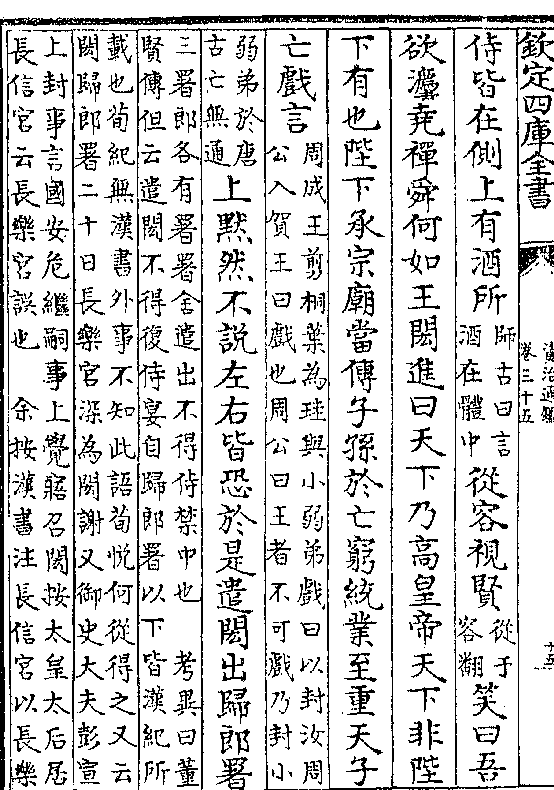 欽定四庫全書
卷三十五
侍皆在側上有酒所師古曰言酒在體中從容視賢從于容翻笑曰吾
欲灋堯禪舜何如王閎進曰天下乃高皇帝天下非陛
下有也陛下承宗廟當傳子孫於亡窮統業至重天子
亡戲言周成王剪桐葉為珪與小弱弟戲曰以封汝周公入賀王曰戲也周公曰王者不可戲乃封小
弱弟於唐古亡無通上默然不說左右皆恐於是遣閎出歸郎署
三署郎各有署署舍遣出不得侍禁中也　考異曰董
賢傳但云遣閎不得復侍宴自歸郎署以下皆漢紀所
載也荀紀無漢書外事不知此語荀悅何從得之又云
閎歸郎署二十日長樂宮深為閎謝又御史大夫彭宣
上封事言國安危繼嗣事上覺寤召閎按太皇太后居
長信宮云長樂宮誤也　余按漢書注長信宮以長樂